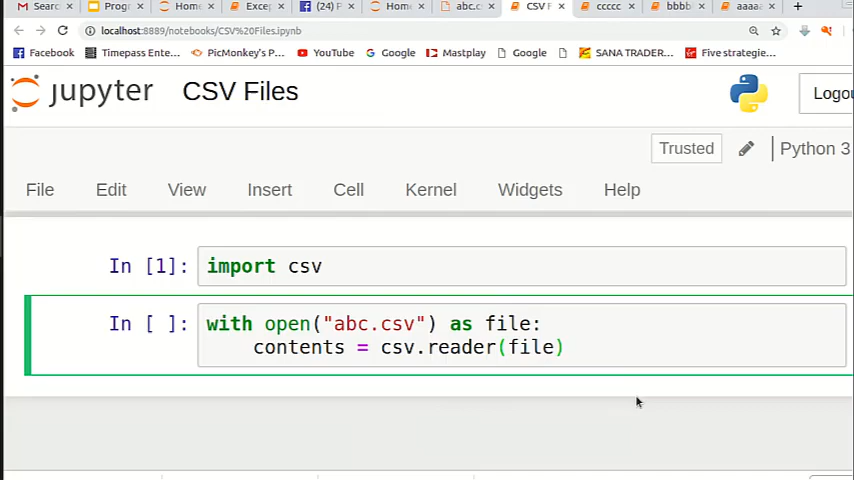 Searc Progr Home Excep (24) F Home abc.c CSV F ccccc bbbb aaaa
localhost:8889/notebooks/CSV%20Files.ipynb
Facebook Timepass Ente... PicMonkey's P... YouTube Google Mastplay Google SANA TRADER... Five strategie...
jupyter CSV Files Logou
Trusted Python 3
File Edit View Insert Cell Kernel Widgets Help
In [1]: import csv
In [ ]: with open("abc.csv") as file:
contents = csv.reader(file)